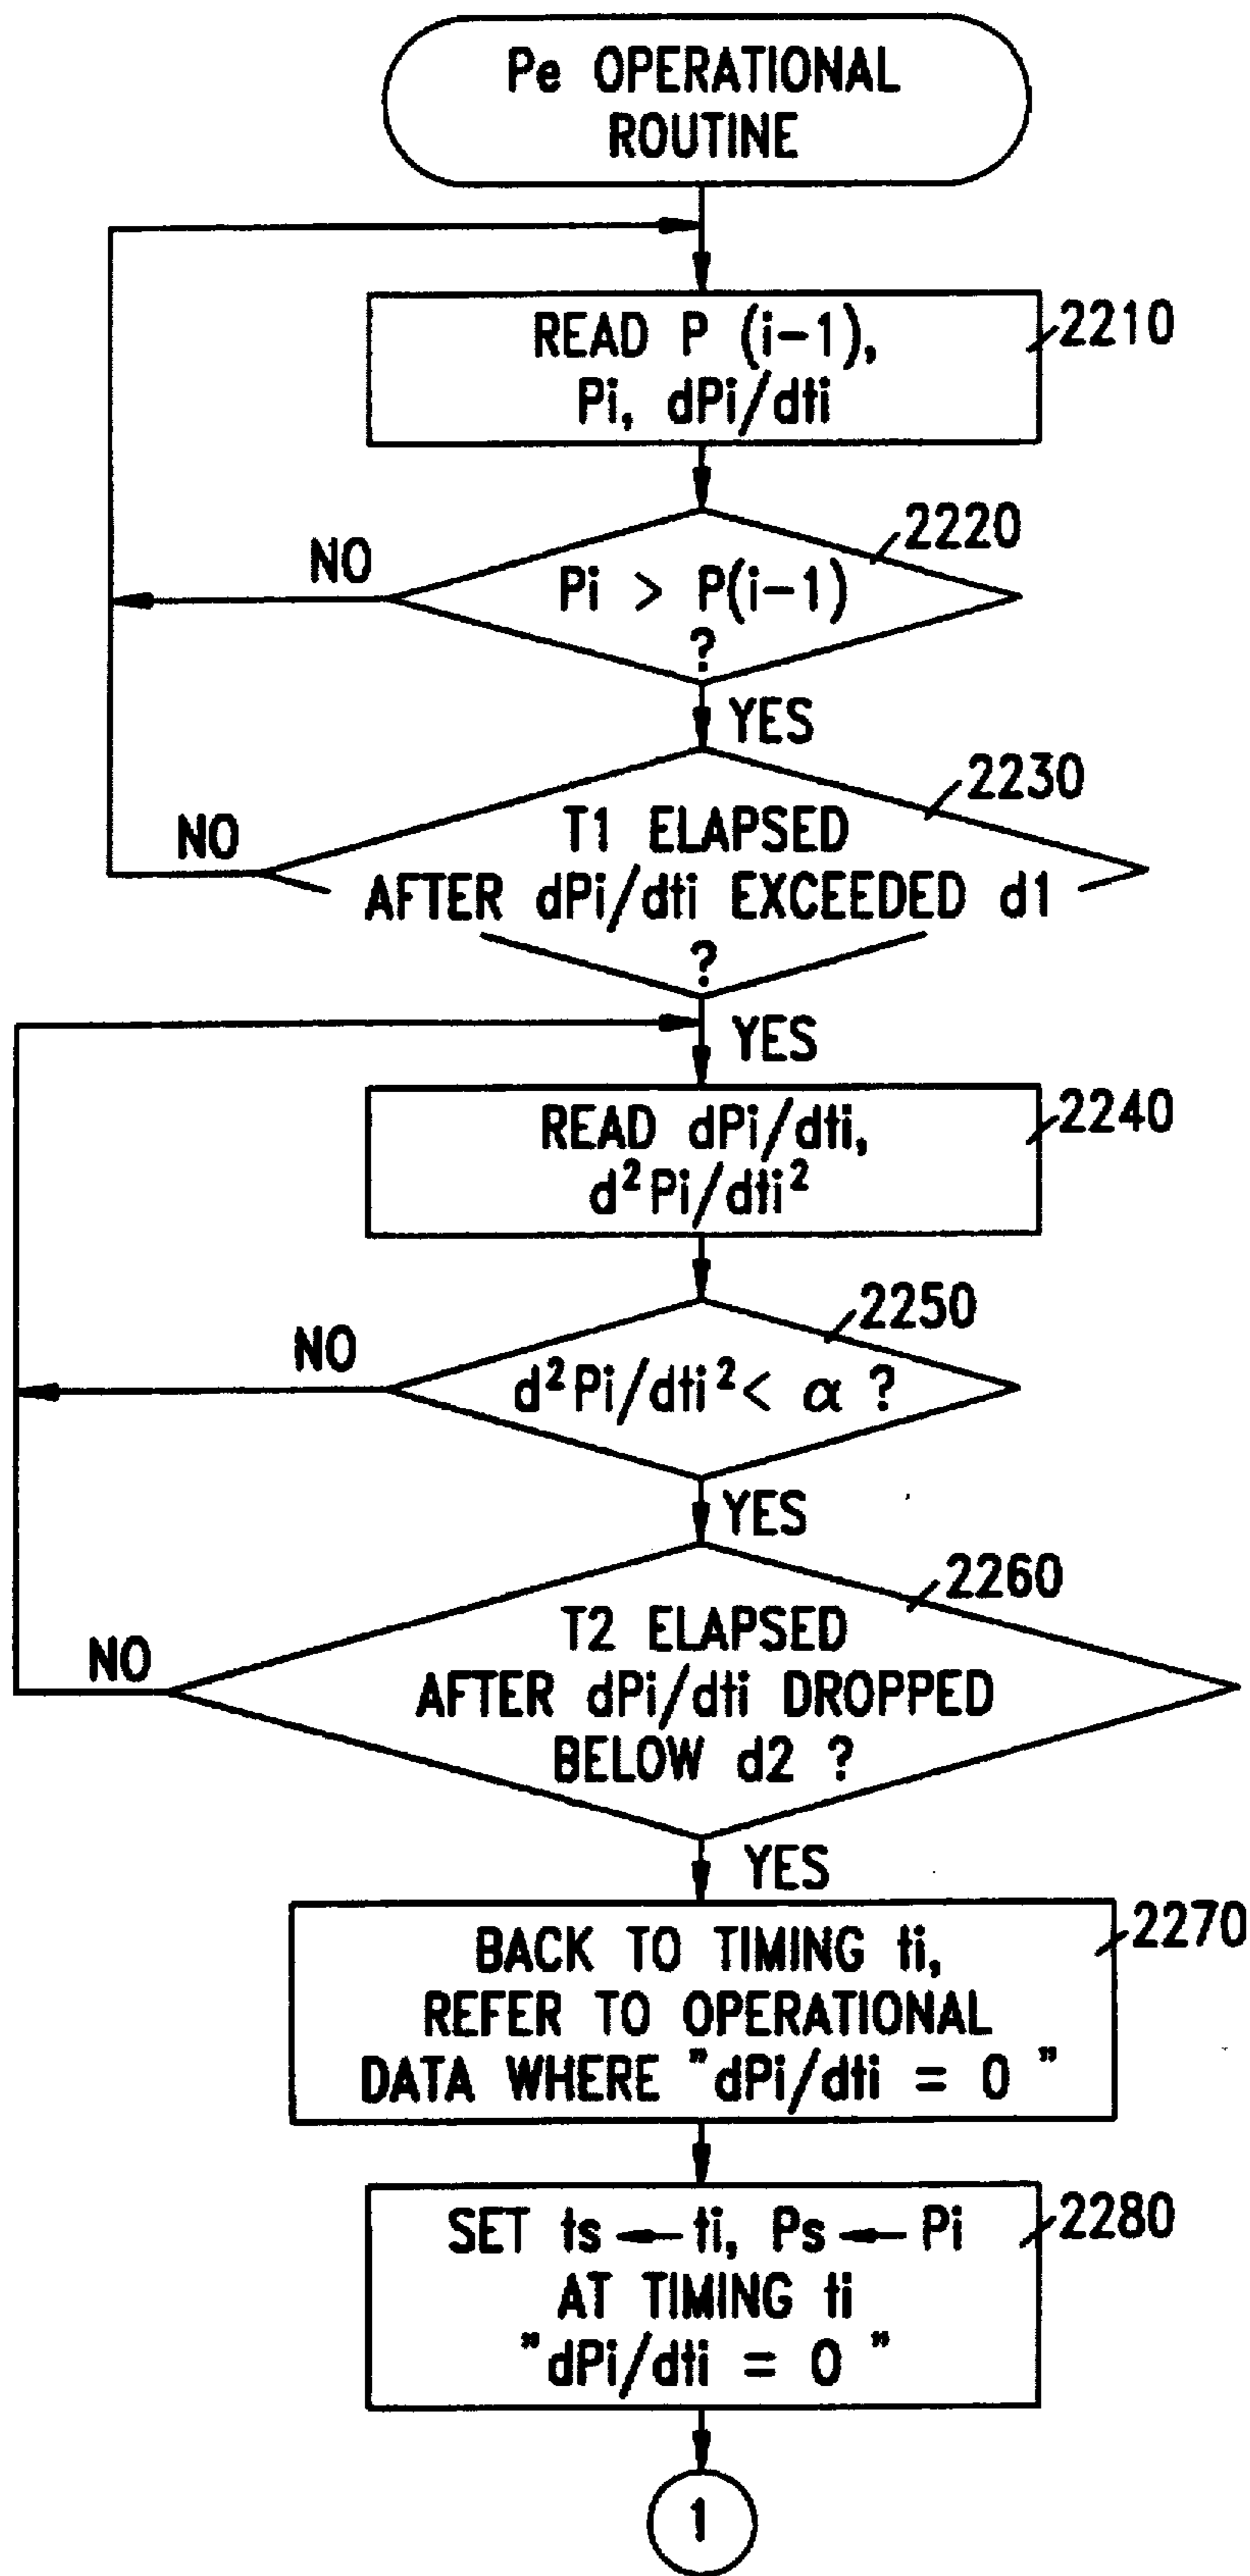 Pe OPERATIONAL
ROUTINE
READ P (i-1),
Pi, dPi/dti
2210
Pi > P(i-1)
?
2220
NO
YES
T1 ELAPSED
AFTER dPi/dti EXCEEDED d1
?
2230
NO
YES
READ dPi/dti,
d²Pi/dti²
2240
d²Pi/dti² < α ?
2250
NO
YES
T2 ELAPSED
AFTER dPi/dti DROPPED
BELOW d2 ?
2260
NO
YES
BACK TO TIMING ti,
REFER TO OPERATIONAL
DATA WHERE "dPi/dti = 0 "
2270
SET ts ← ti, Ps ← Pi
AT TIMING ti
"dPi/dti = 0 "
2280
1